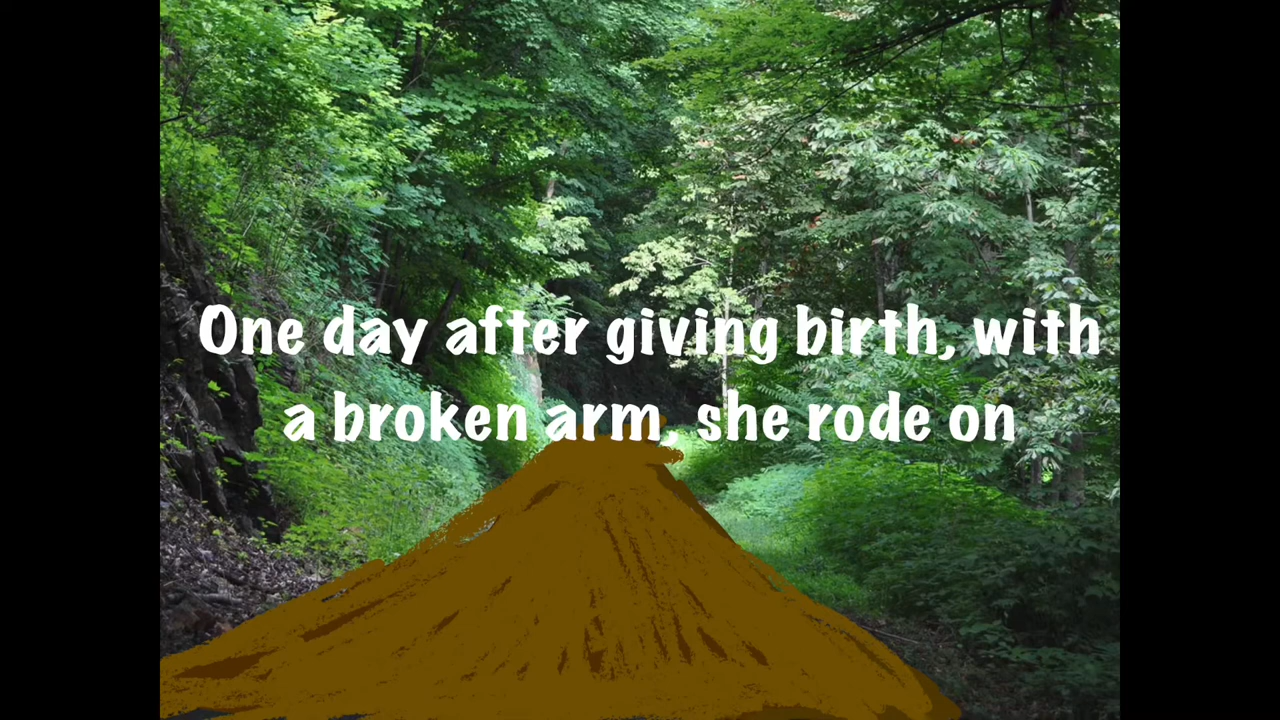 One day after giving birth, with
a broken arm, she rode on